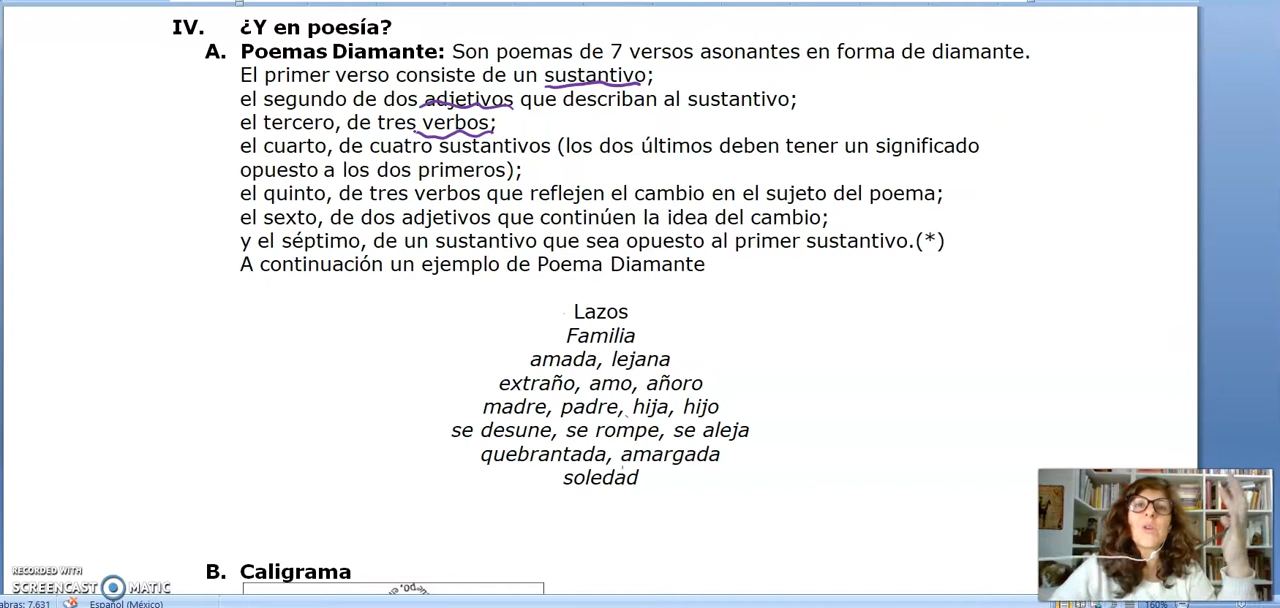 IV. ¿Y en poesía?
A. Poemas Diamante: Son poemas de 7 versos asonantes en forma de diamante.
El primer verso consiste de un sustantivo;
el segundo de dos adjetivos que describan al sustantivo;
el tercero, de tres verbos;
el cuarto, de cuatro sustantivos (los dos últimos deben tener un significado
opuesto a los dos primeros);
el quinto, de tres verbos que reflejen el cambio en el sujeto del poema;
el sexto, de dos adjetivos que continúen la idea del cambio;
y el séptimo, de un sustantivo que sea opuesto al primer sustantivo.(*)
A continuación un ejemplo de Poema Diamante
Lazos
Familia
amada, lejana
extraño, amo, añoro
madre, padre, hija, hijo
se desune, se rompe, se aleja
quebrantada, amargada
soledad
B. Caligrama
RECORDED WITH
SCREENCAST MATIC
abras: 7.631 Español (México) 160%